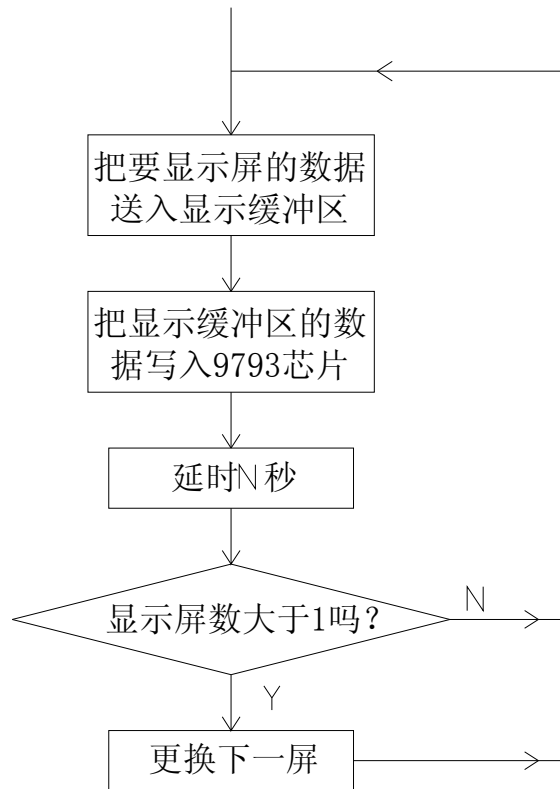 把要显示屏的数据
送入显示缓冲区
把显示缓冲区的数
据写入9793芯片
延时N秒
显示屏数大于1吗?
N
Y
更换下一屏